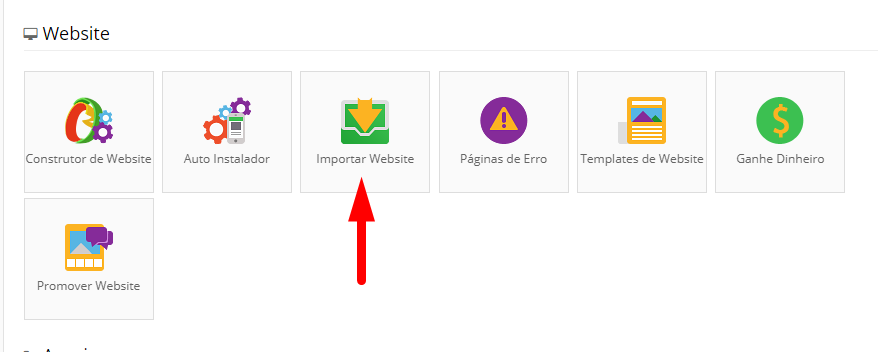 Website
Construtor de Website
Auto Instalador
Importar Website
Páginas de Erro
Templates de Website
Ganhe Dinheiro
Promover Website